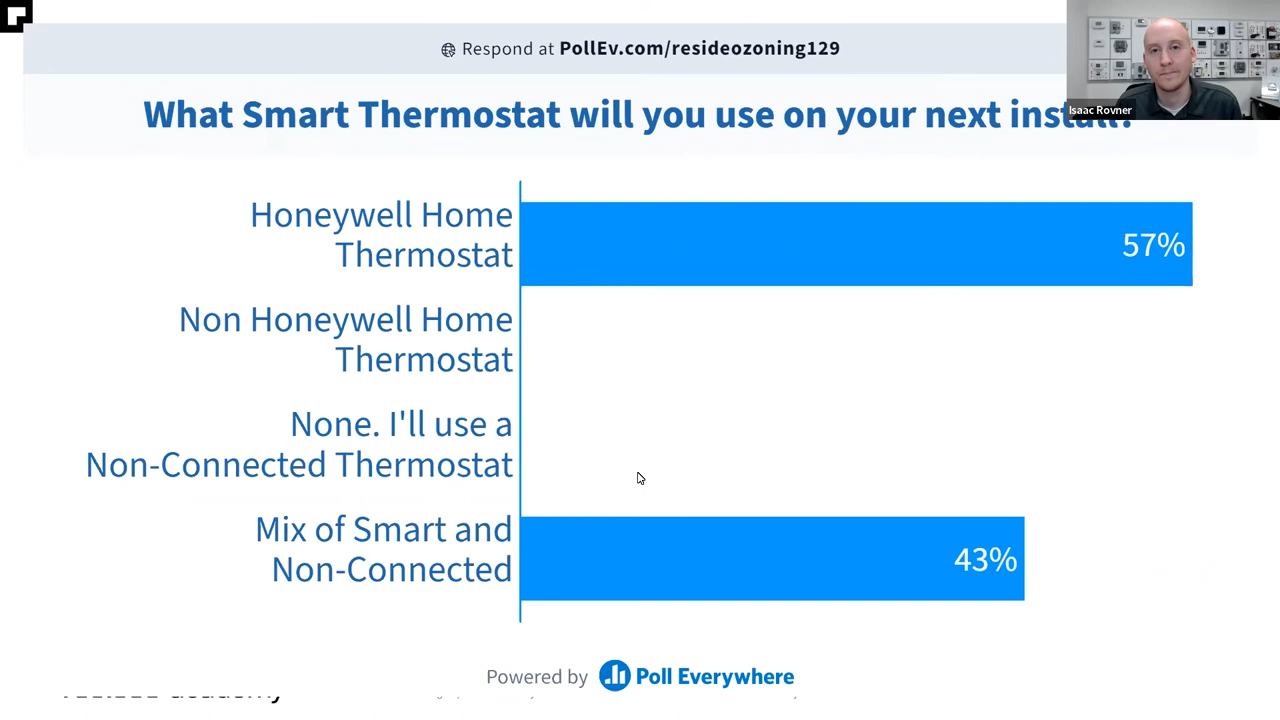 Respond at PollEv.com/resideozoning129
Isaac Rovner
What Smart Thermostat will you use on your next install?
Honeywell Home
Thermostat
57%
Non Honeywell Home
Thermostat
None. I'll use a
Non-Connected Thermostat
Mix of Smart and
Non-Connected
43%
Powered by Poll Everywhere
academy